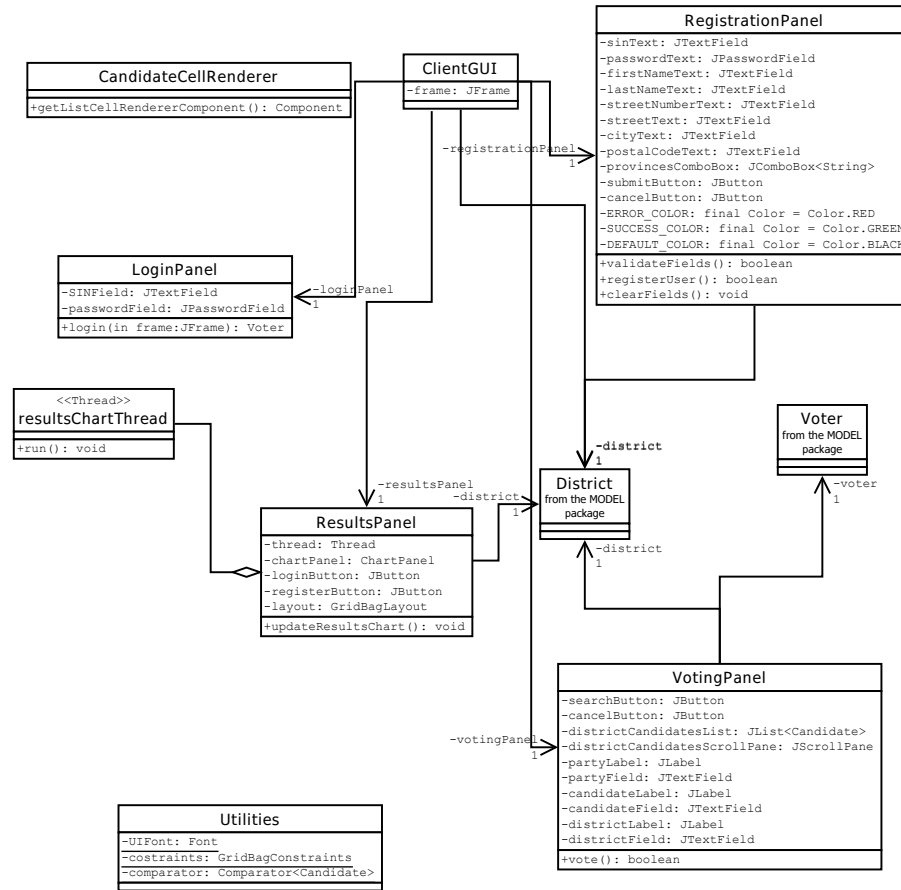 RegistrationPanel
-sinText: JTextField
-passwordText: JPasswordField
-firstNameText: JTextField
-lastNameText: JTextField
-streetNumberText: JTextField
-streetText: JTextField
-cityText: JTextField
-postalCodeText: JTextField
-provincesComboBox: JComboBox<String>
-submitButton: JButton
-cancelButton: JButton
-ERROR_COLOR: final Color = Color.RED
-SUCCESS_COLOR: final Color = Color.GREEN
-DEFAULT_COLOR: final Color = Color.BLACK
+validateFields(): boolean
+registerUser(): boolean
+clearFields(): void
ClientGUI
-frame: JFrame
CandidateCellRenderer
+getListCellRendererComponent(): Component
-registrationPanel
1
LoginPanel
-SINField: JTextField
-passwordField: JPasswordField
+login(in frame:JFrame): Voter
-loginPanel
1
<<Thread>>
resultsChartThread
+run(): void
Voter
from the MODEL
package
-district
1
District
from the MODEL
package
-voter
1
-resultsPanel
1
-district
1
ResultsPanel
-thread: Thread
-chartPanel: ChartPanel
-loginButton: JButton
-registerButton: JButton
-layout: GridBagLayout
+updateResultsChart(): void
-district
1
VotingPanel
-searchButton: JButton
-cancelButton: JButton
-districtCandidatesList: JList<Candidate>
-districtCandidatesScrollPane: JScrollPane
-partyLabel: JLabel
-partyField: JTextField
-candidateLabel: JLabel
-candidateField: JTextField
-districtLabel: JLabel
-districtField: JTextField
+vote(): boolean
-votingPanel
1
Utilities
-UIFont: Font
-costraints: GridBagConstraints
-comparator: Comparator<Candidate>